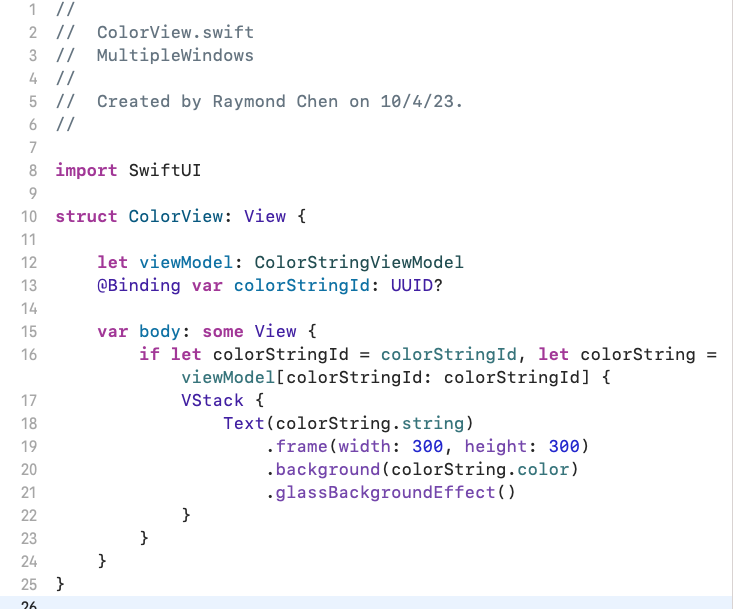 1 //
2 //  ColorView.swift
3 //  MultipleWindows
4 //
5 //  Created by Raymond Chen on 10/4/23.
6 //
7
8 import SwiftUI
9
10 struct ColorView: View {
11
12     let viewModel: ColorStringViewModel
13     @Binding var colorStringId: UUID?
14
15     var body: some View {
16         if let colorStringId = colorStringId, let colorString =
            viewModel[colorStringId: colorStringId] {
17             VStack {
18                 Text(colorString.string)
19                     .frame(width: 300, height: 300)
20                     .background(colorString.color)
21                     .glassBackgroundEffect()
22             }
23         }
24     }
25 }
26